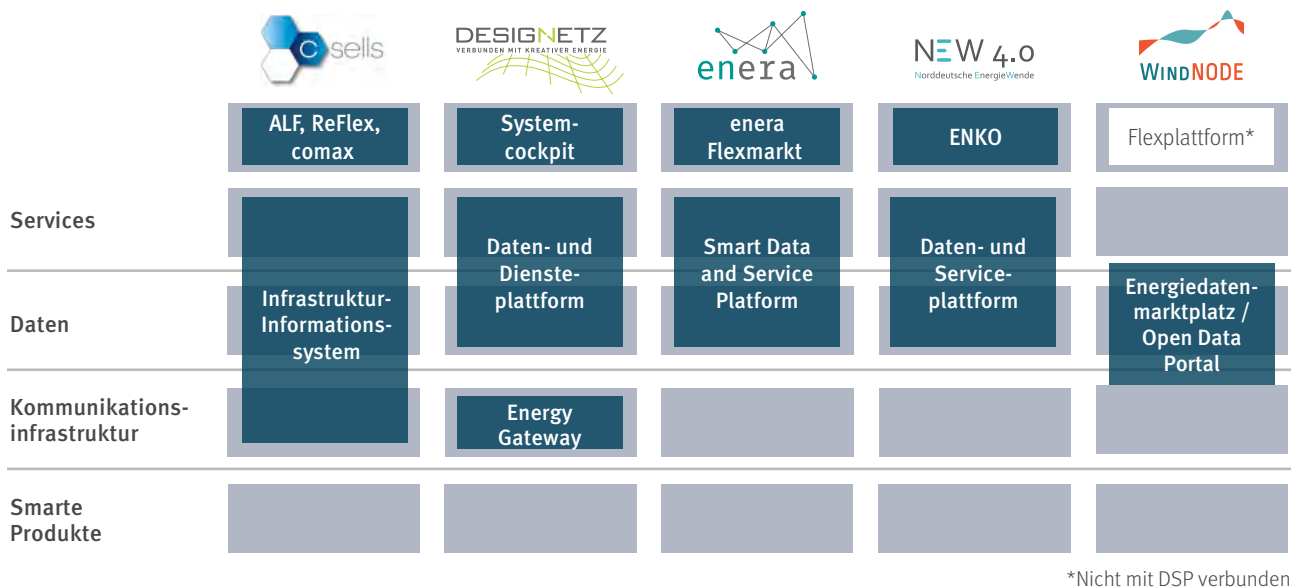 C sells
DESIGNETZ
VERBUNDEN MIT KREATIVER ENERGIE
enera
NEW 4.0
Norddeutsche EnergieWende
WINDNODE
ALF, ReFlex,
comax
System-
cockpit
enera
Flexmarkt
ENKO
Flexplattform*
Services
Daten
Kommunikations-
infrastruktur
Smarte
Produkte
Infrastruktur-
Informations-
system
Daten- und
Dienste-
plattform
Energy
Gateway
Smart Data
and Service
Platform
Daten- und
Service-
plattform
Energiedaten-
marktplatz /
Open Data
Portal
*Nicht mit DSP verbunden